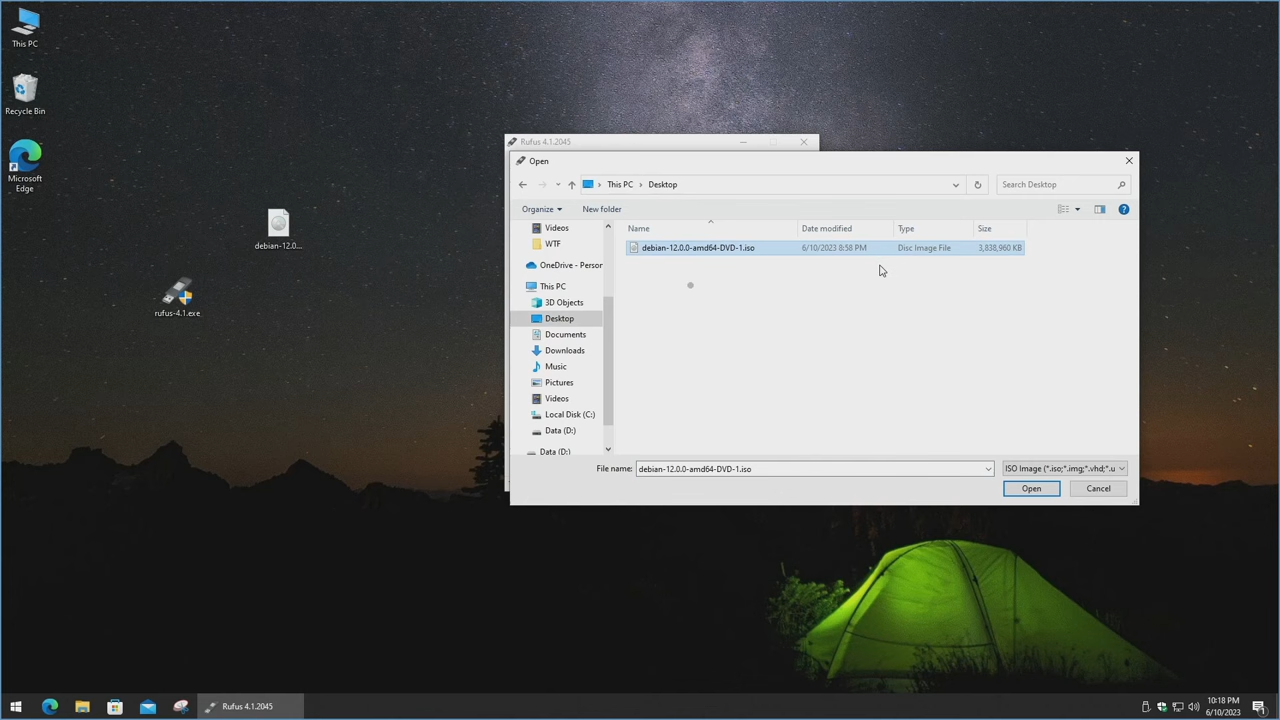 This PC
Recycle Bin
Microsoft
Edge
debian-12.0...
rufus-4.1.exe
Rufus 4.1.2045
Open
This PC
Desktop
Search Desktop
Organize
New folder
Name
Date modified
Type
Size
debian-12.0.0-amd64-DVD-1.iso
6/10/2023 8:58 PM
Disc Image File
3,838,960 KB
Videos
WTF
OneDrive - Person
This PC
3D Objects
Desktop
Documents
Downloads
Music
Pictures
Videos
Local Disk (C:)
Data (D:)
Data (D:)
File name:
debian-12.0.0-amd64-DVD-1.iso
ISO Image (*.iso;*.img;*.vhd;*.u
Open
Cancel
Rufus 4.1.2045
10:18 PM
6/10/2023
1